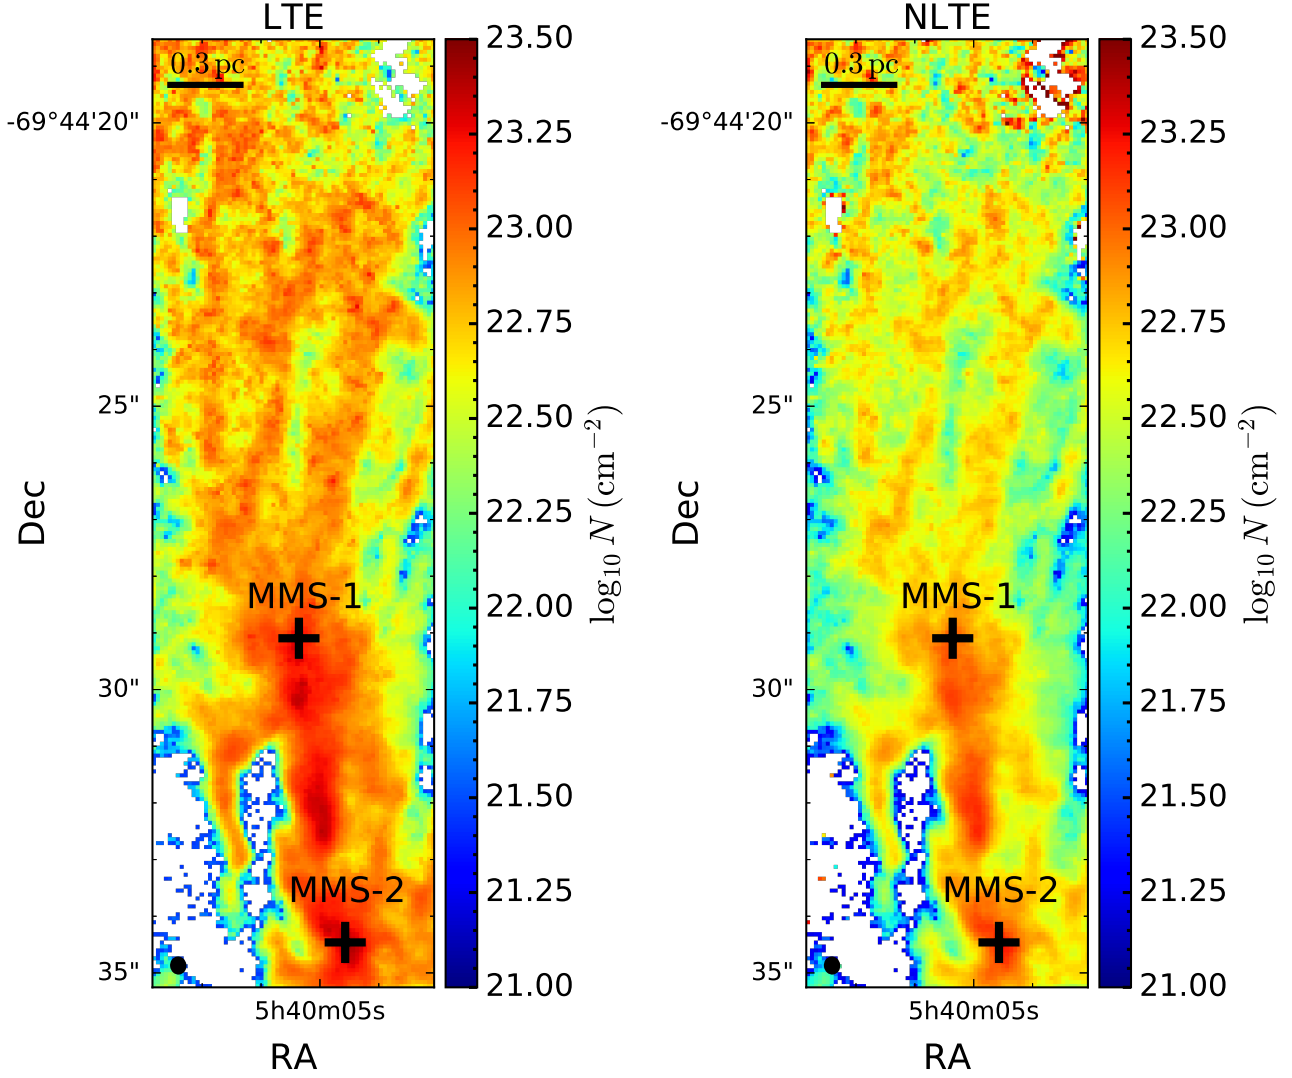 LTE
0.3 pc
-69°44'20"
25"
30"
35"
Dec
MMS-1
MMS-2
5h40m05s
RA
23.50
23.25
23.00
22.75
22.50
22.25
22.00
21.75
21.50
21.25
21.00
log₁₀ N (cm⁻²)
NLTE
0.3 pc
-69°44'20"
25"
30"
35"
Dec
MMS-1
MMS-2
5h40m05s
RA
23.50
23.25
23.00
22.75
22.50
22.25
22.00
21.75
21.50
21.25
21.00
log₁₀ N (cm⁻²)